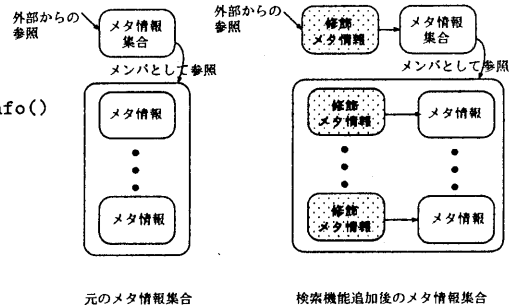 外部からの
参照
メタ情報
集合
メンバとして参照
nfo()
メタ情報
メタ情報
元のメタ情報集合
外部からの
参照
修飾
メタ情報
メタ情報
集合
メンバとして参照
修飾
メタ情報
メタ情報
修飾
メタ情報
メタ情報
検索機能追加後のメタ情報集合